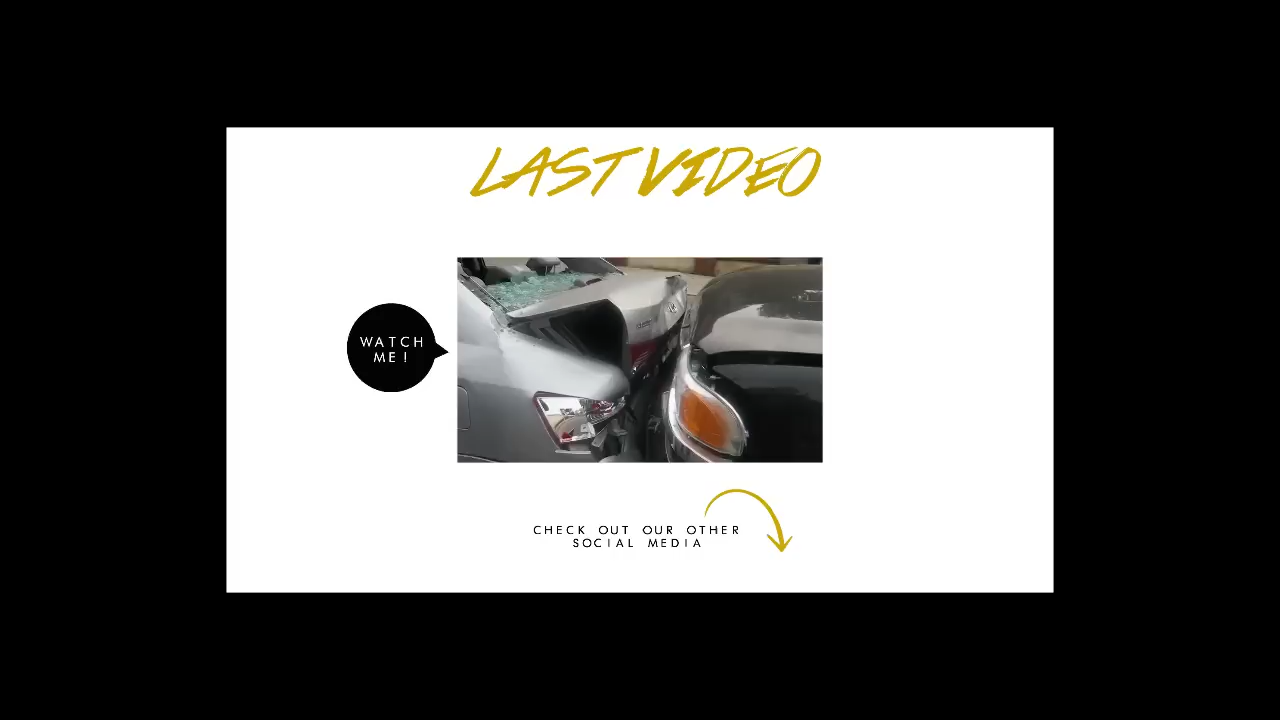 LAST VIDEO
WATCH
ME!
CHECK OUT OUR OTHER
SOCIAL MEDIA